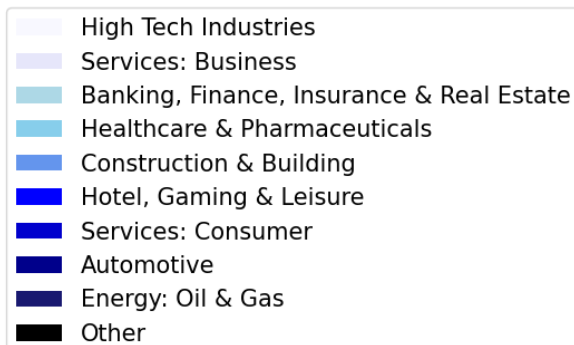 High Tech Industries
Services: Business
Banking, Finance, Insurance & Real Estate
Healthcare & Pharmaceuticals
Construction & Building
Hotel, Gaming & Leisure
Services: Consumer
Automotive
Energy: Oil & Gas
Other